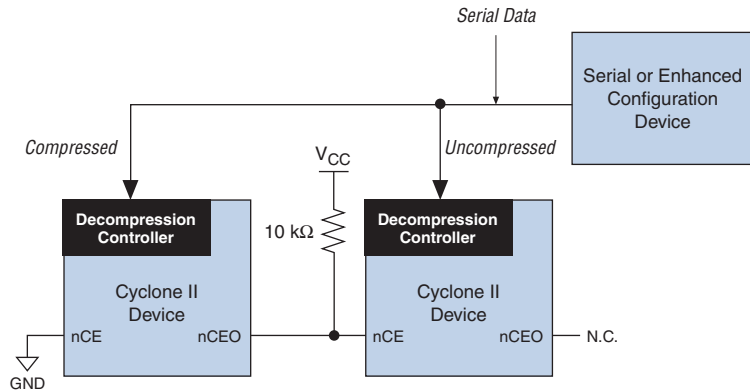 Serial Data
Serial or Enhanced
Configuration
Device
Compressed
Uncompressed
VCC
10 kΩ
Decompression
Controller
Decompression
Controller
Cyclone II
Device
Cyclone II
Device
nCE
nCEO
nCE
nCEO
N.C.
GND